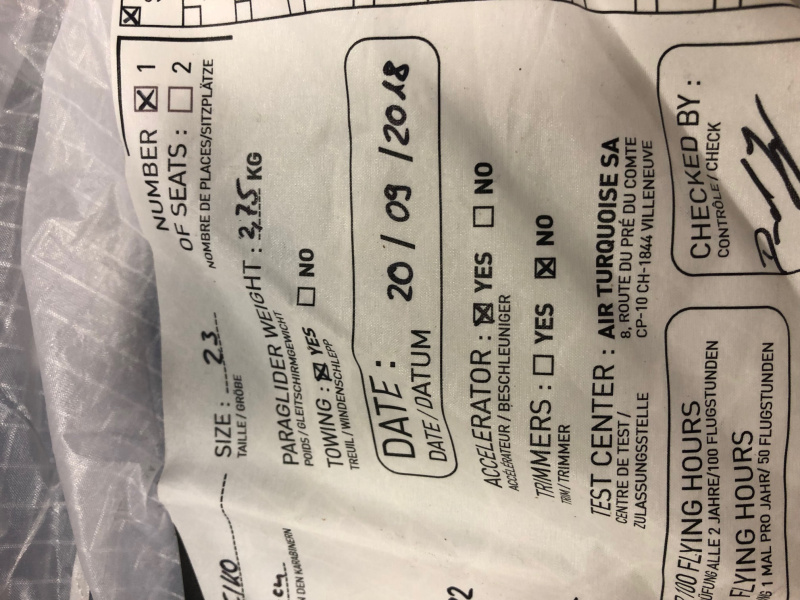 NUMBER ☒ 1
OF SEATS : ☐ 2
NOMBRE DE PLACES/SITZPLÄTZE
SIZE : 23
TAILLE / GRÖßE
PARAGLIDER WEIGHT : 2,75 KG
POIDS / GLEITSCHIRMGEWICHT
TOWING : ☒ YES ☐ NO
TREUIL / WINDENSCHLEPP
DATE : 20 / 09 / 2018
DATE / DATUM
ACCELERATOR : ☒ YES ☐ NO
ACCÉLÉRATEUR / BESCHLEUNIGER
TRIMMERS : ☐ YES ☒ NO
TRIM / TRIMMER
TEST CENTER : AIR TURQUOISE SA
CENTRE DE TEST / 8, ROUTE DU PRÉ DU COMTE
ZULASSUNGSSTELLE CP-10 CH-1844 VILLENEUVE
CHECKED BY :
CONTRÔLE / CHECK
/100 FLYING HOURS
ALLE 2 JAHRE/100 FLUGSTUNDEN
FLYING HOURS
1 MAL PRO JAHR/ 50 FLUGSTUNDEN
DEN KARABINERN